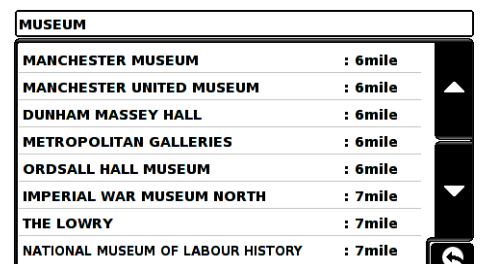 MUSEUM
MANCHESTER MUSEUM : 6mile
MANCHESTER UNITED MUSEUM : 6mile
DUNHAM MASSEY HALL : 6mile
METROPOLITAN GALLERIES : 6mile
ORDSALL HALL MUSEUM : 6mile
IMPERIAL WAR MUSEUM NORTH : 7mile
THE LOWRY : 7mile
NATIONAL MUSEUM OF LABOUR HISTORY : 7mile